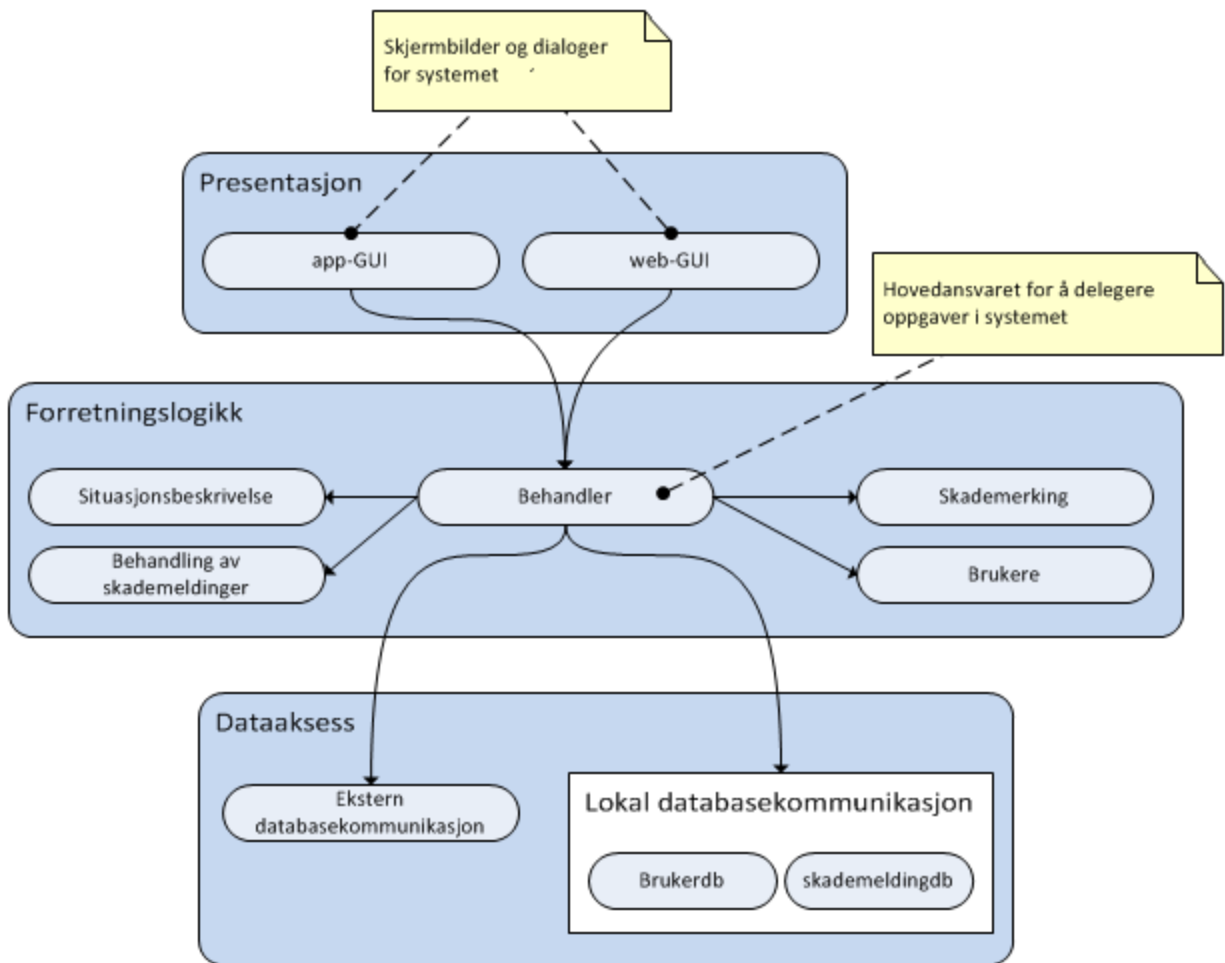 Skjermbilder og dialoger
for systemet
Presentasjon
app-GUI
web-GUI
Hovedansvaret for å delegere
oppgaver i systemet
Forretningslogikk
Situasjonsbeskrivelse
Behandler
Skademerking
Behandling av
skademeldinger
Brukere
Dataaksess
Ekstern
databasekommunikasjon
Lokal databasekommunikasjon
Brukerdb
skademeldingdb